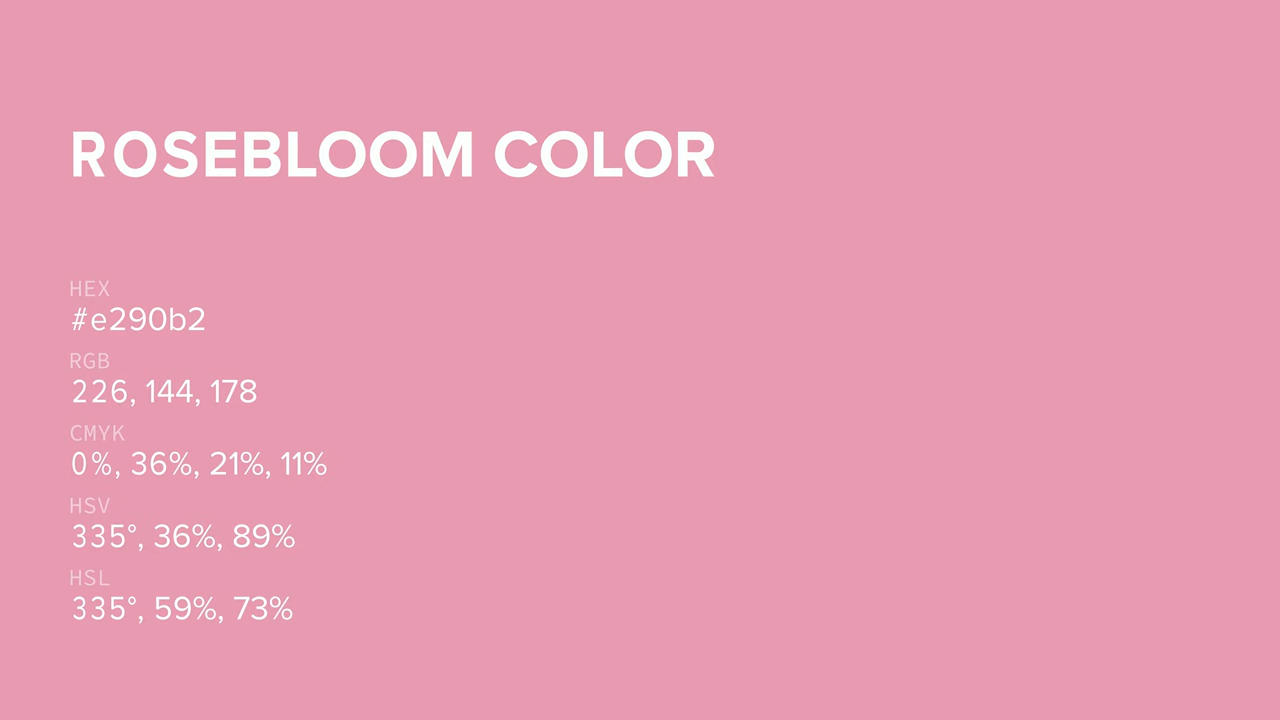 ROSEBLOOM COLOR
HEX
#e290b2
RGB
226, 144, 178
CMYK
0%, 36%, 21%, 11%
HSV
335°, 36%, 89%
HSL
335°, 59%, 73%